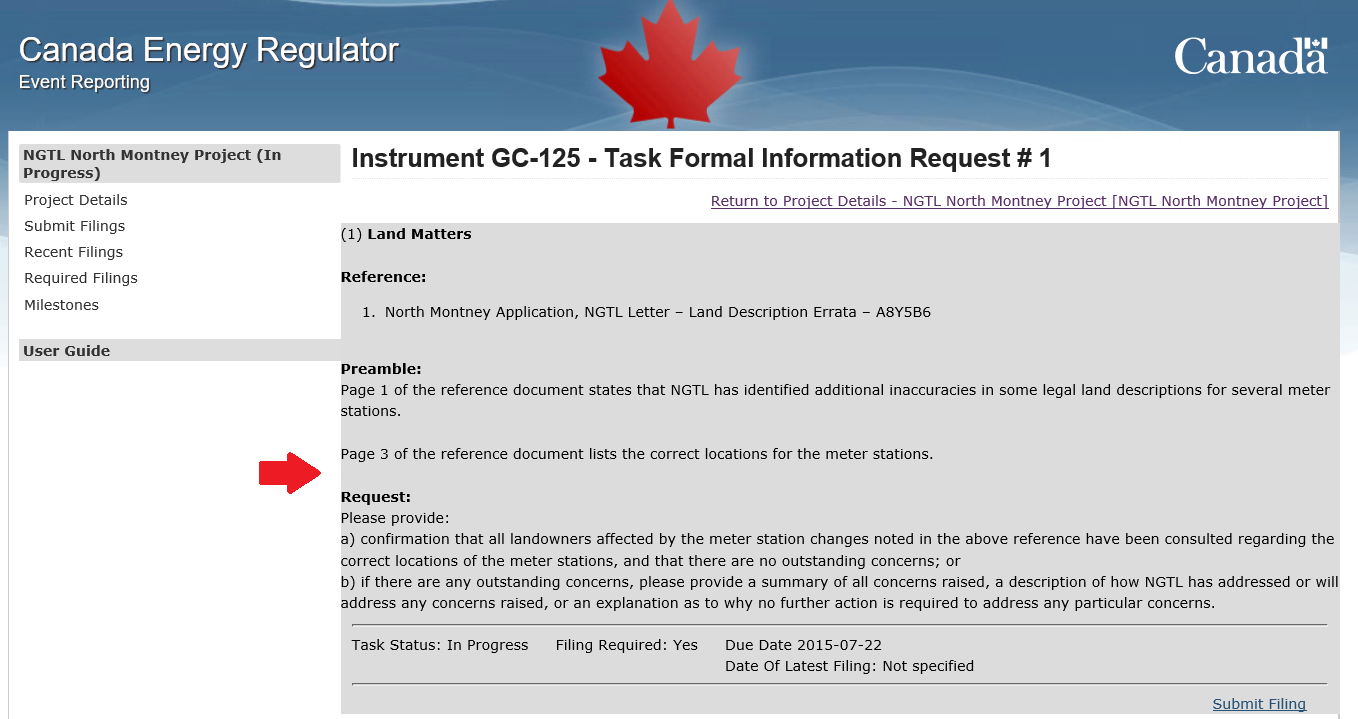 Canada Energy Regulator
Event Reporting
Canada
NGTL North Montney Project (In
Progress)
Project Details
Submit Filings
Recent Filings
Required Filings
Milestones
User Guide
Instrument GC-125 - Task Formal Information Request # 1
Return to Project Details - NGTL North Montney Project [NGTL North Montney Project]
(1) Land Matters
Reference:
1. North Montney Application, NGTL Letter – Land Description Errata – A8Y5B6
Preamble:
Page 1 of the reference document states that NGTL has identified additional inaccuracies in some legal land descriptions for several meter
stations.
Page 3 of the reference document lists the correct locations for the meter stations.
Request:
Please provide:
a) confirmation that all landowners affected by the meter station changes noted in the above reference have been consulted regarding the
correct locations of the meter stations, and that there are no outstanding concerns; or
b) if there are any outstanding concerns, please provide a summary of all concerns raised, a description of how NGTL has addressed or will
address any concerns raised, or an explanation as to why no further action is required to address any particular concerns.
Task Status: In Progress Filing Required: Yes Due Date 2015-07-22
Date Of Latest Filing: Not specified
Submit Filing